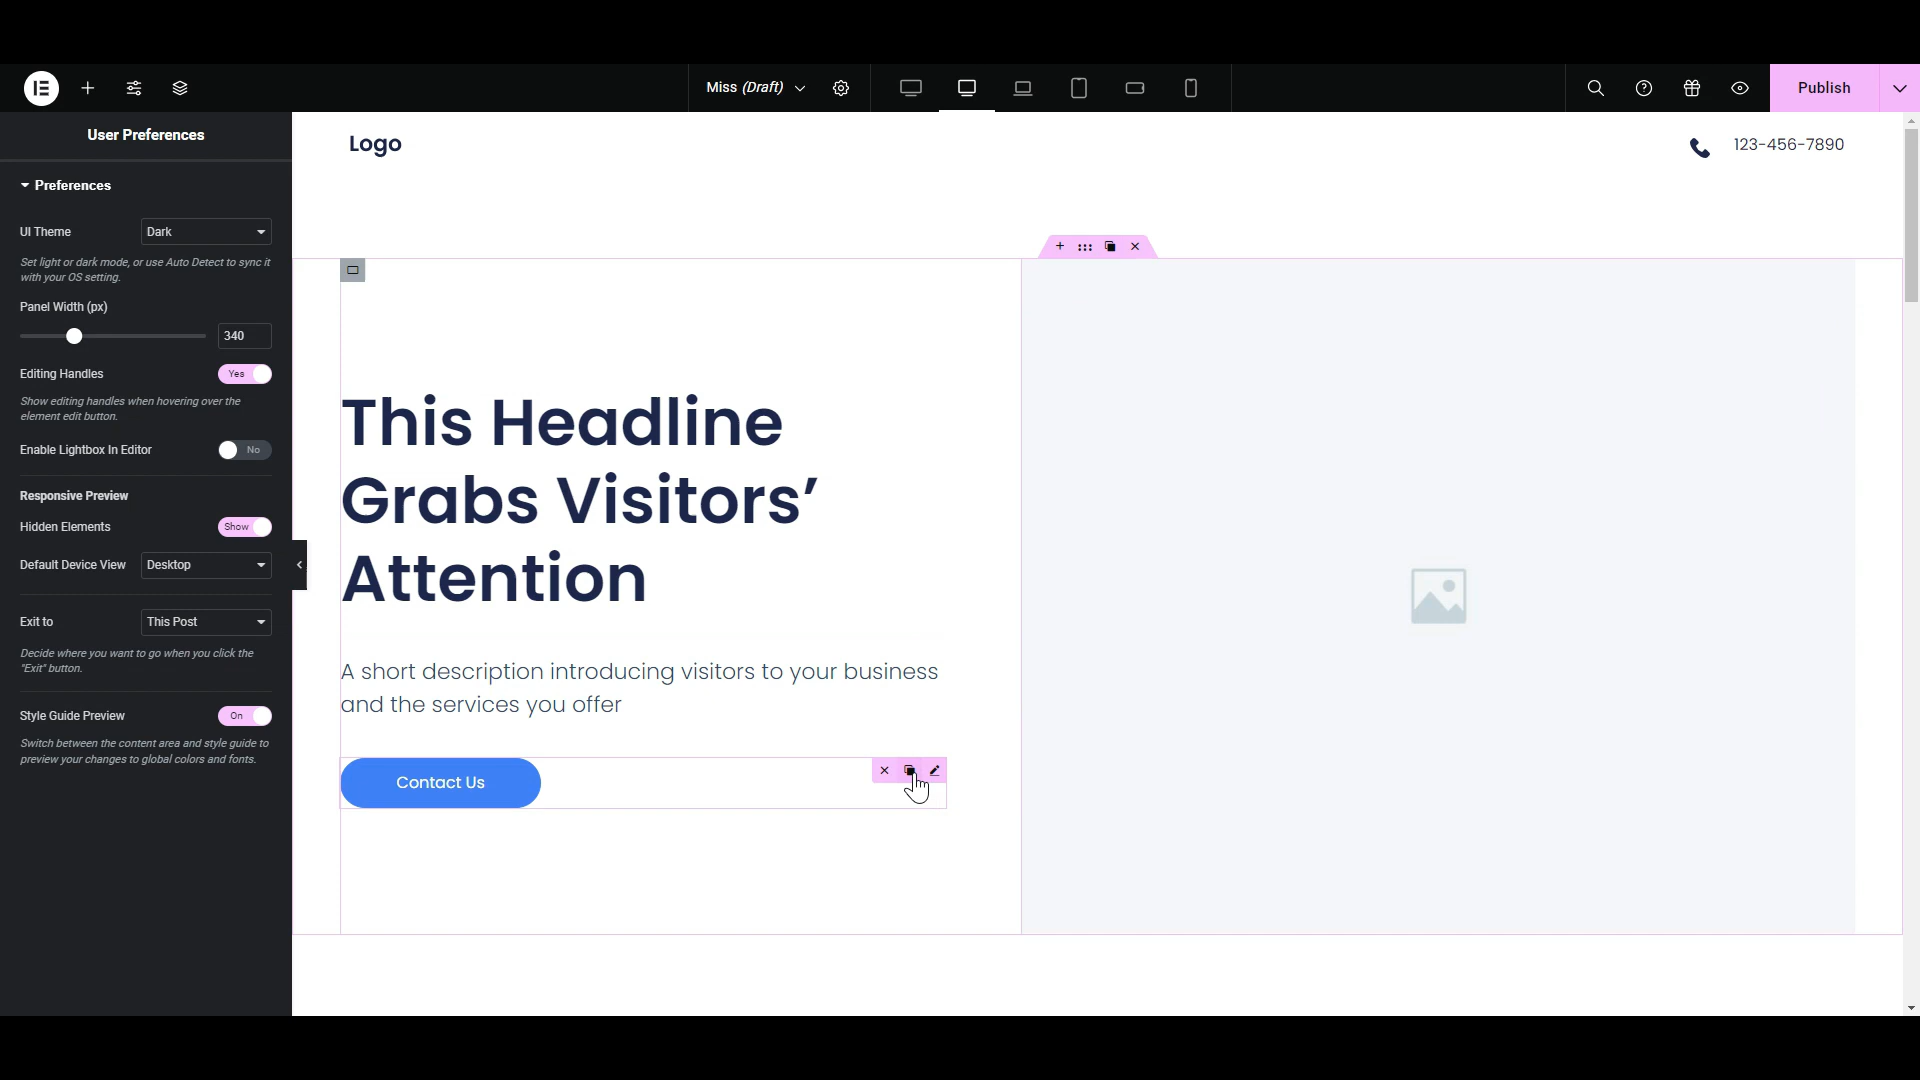 Miss (Draft)
Publish
User Preferences
Preferences
UI Theme
Dark
Set light or dark mode, or use Auto Detect to sync it
with your OS setting.
Panel Width (px)
340
Editing Handles
Yes
Show editing handles when hovering over the
element edit button.
Enable Lightbox In Editor
No
Responsive Preview
Hidden Elements
Show
Default Device View
Desktop
Exit to
This Post
Decide where you want to go when you click the
"Exit" button.
Style Guide Preview
On
Switch between the content area and style guide to
preview your changes to global colors and fonts.
Logo
123-456-7890
This Headline
Grabs Visitors’
Attention
A short description introducing visitors to your business
and the services you offer
Contact Us